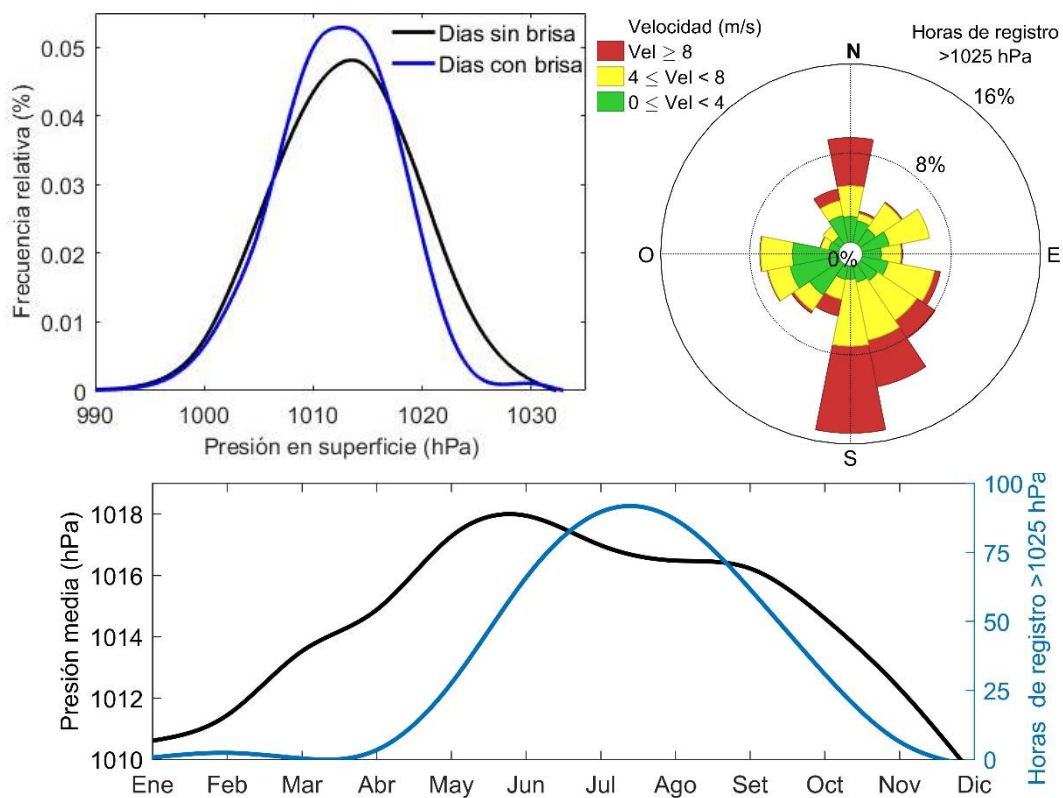 Frecuencia relativa (%)
0.05
0.04
0.03
0.02
0.01
0
990
1000
1010
1020
1030
Presión en superficie (hPa)
Dias sin brisa
Dias con brisa
Velocidad (m/s)
Vel ≥ 8
4 ≤ Vel < 8
0 ≤ Vel < 4
Horas de registro
>1025 hPa
N
16%
8%
0%
O
E
S
Presión media (hPa)
1018
1016
1014
1012
1010
Ene
Feb
Mar
Abr
May
Jun
Jul
Ago
Set
Oct
Nov
Dic
100
75
50
25
0
Horas de registro >1025 hPa